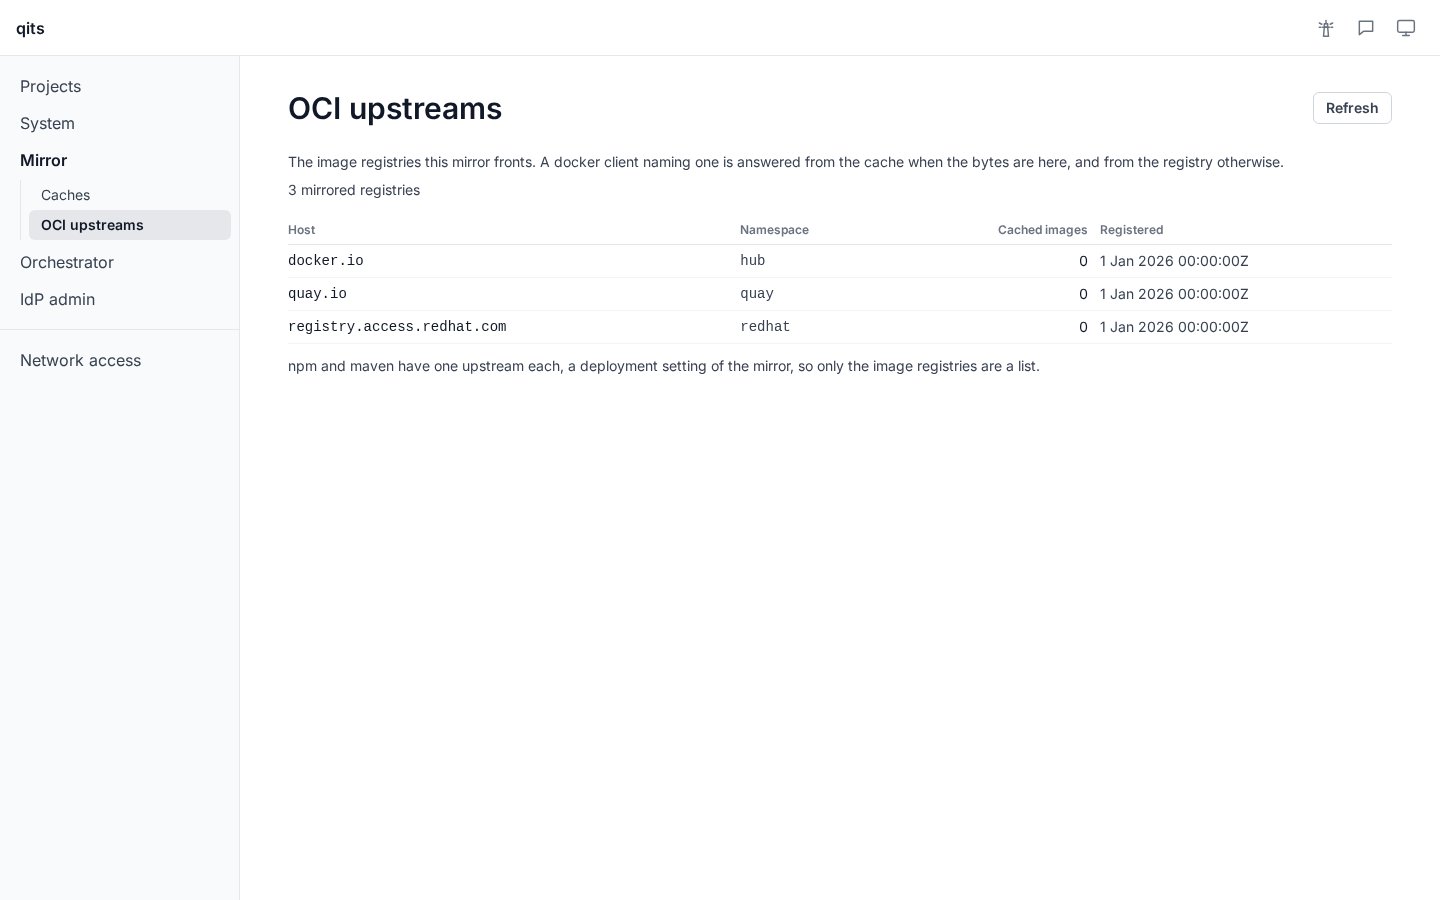 qits
Projects
System
Mirror
Caches
OCI upstreams
Orchestrator
IdP admin
Network access
OCI upstreams
Refresh
The image registries this mirror fronts. A docker client naming one is answered from the cache when the bytes are here, and from the registry otherwise.
3 mirrored registries
Host Namespace Cached images Registered
docker.io hub 0 1 Jan 2026 00:00:00Z
quay.io quay 0 1 Jan 2026 00:00:00Z
registry.access.redhat.com redhat 0 1 Jan 2026 00:00:00Z
npm and maven have one upstream each, a deployment setting of the mirror, so only the image registries are a list.